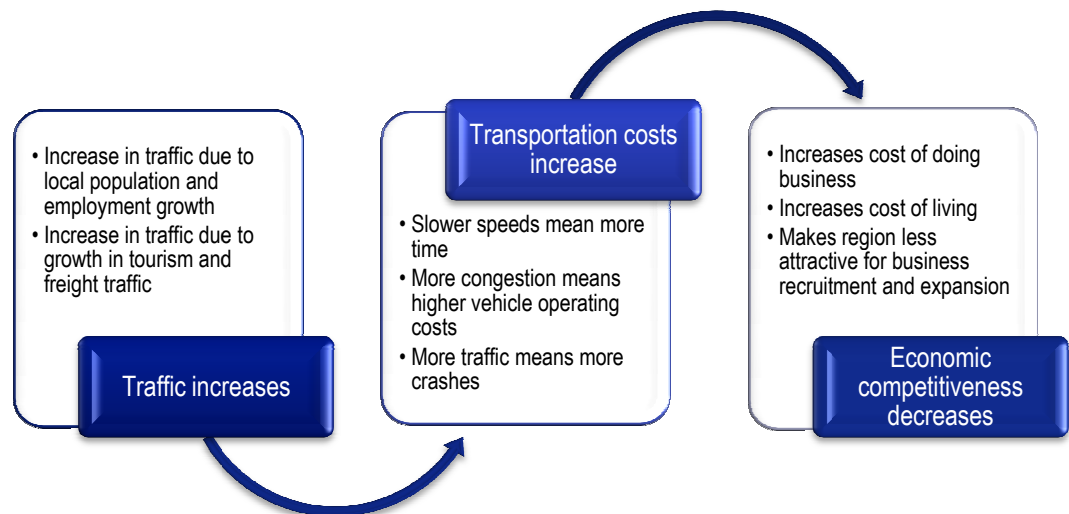 • Increase in traffic due to
local population and
employment growth
• Increase in traffic due to
growth in tourism and
freight traffic
Traffic increases
Transportation costs
increase
• Slower speeds mean more
time
• More congestion means
higher vehicle operating
costs
• More traffic means more
crashes
• Increases cost of doing
business
• Increases cost of living
• Makes region less
attractive for business
recruitment and expansion
Economic
competitiveness
decreases